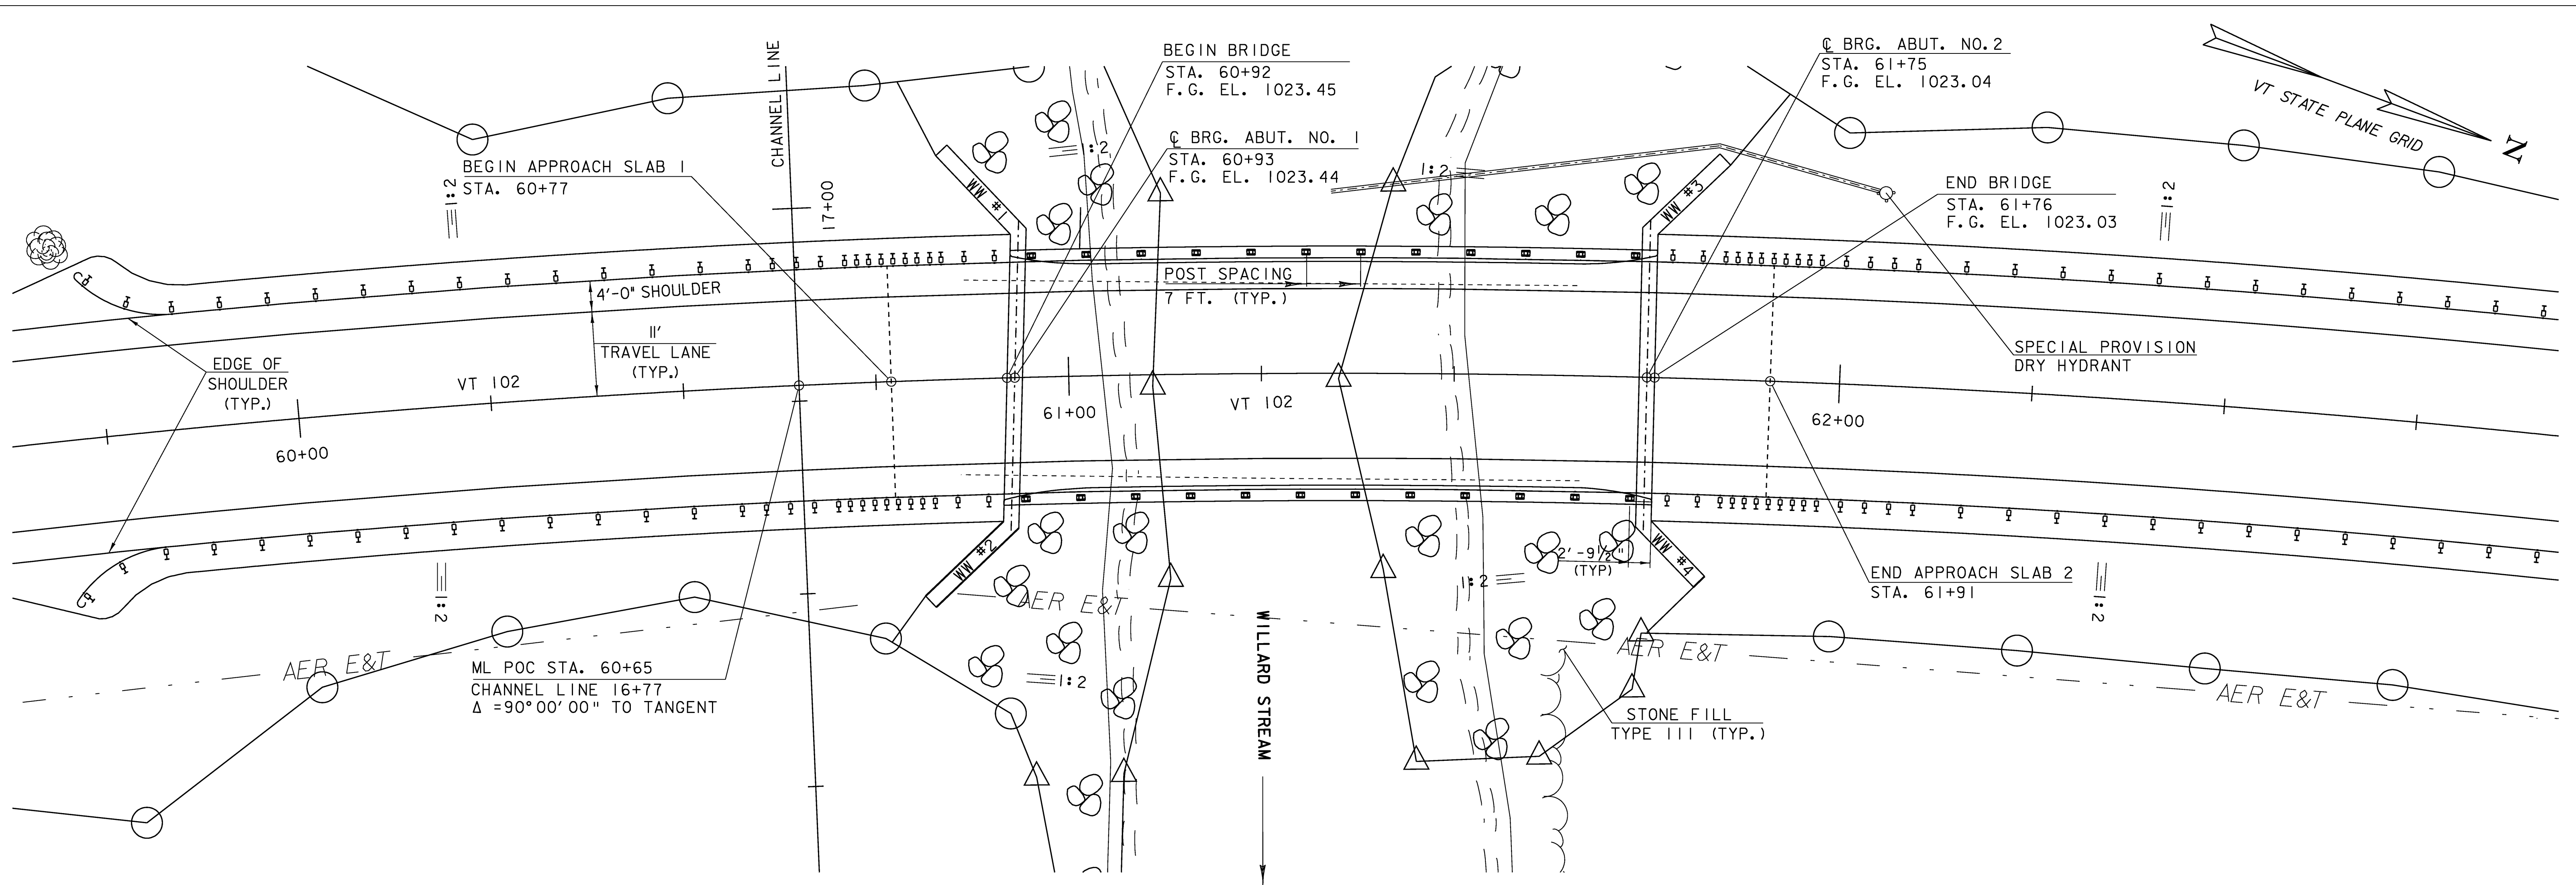 BEGIN BRIDGE
STA. 60+92
F.G. EL. 1023.45
℄ BRG. ABUT. NO. 1
STA. 60+93
F.G. EL. 1023.44
℄ BRG. ABUT. NO.2
STA. 61+75
F.G. EL. 1023.04
VT STATE PLANE GRID
N
CHANNEL LINE
17+00
BEGIN APPROACH SLAB 1
STA. 60+77
1:2
1:2
1:2
1:2
WW #1
WW #3
END BRIDGE
STA. 61+76
F.G. EL. 1023.03
POST SPACING
7 FT. (TYP.)
4'-0" SHOULDER
11'
TRAVEL LANE
(TYP.)
EDGE OF
SHOULDER
(TYP.)
VT 102
VT 102
60+00
61+00
62+00
SPECIAL PROVISION
DRY HYDRANT
WW #2
WW #4
2'-9½"
(TYP)
1:2
1:2
1:2
1:2
END APPROACH SLAB 2
STA. 61+91
AER E&T
AER E&T
AER E&T
AER E&T
WILLARD STREAM
ML POC STA. 60+65
CHANNEL LINE 16+77
Δ =90°00'00" TO TANGENT
STONE FILL
TYPE III (TYP.)